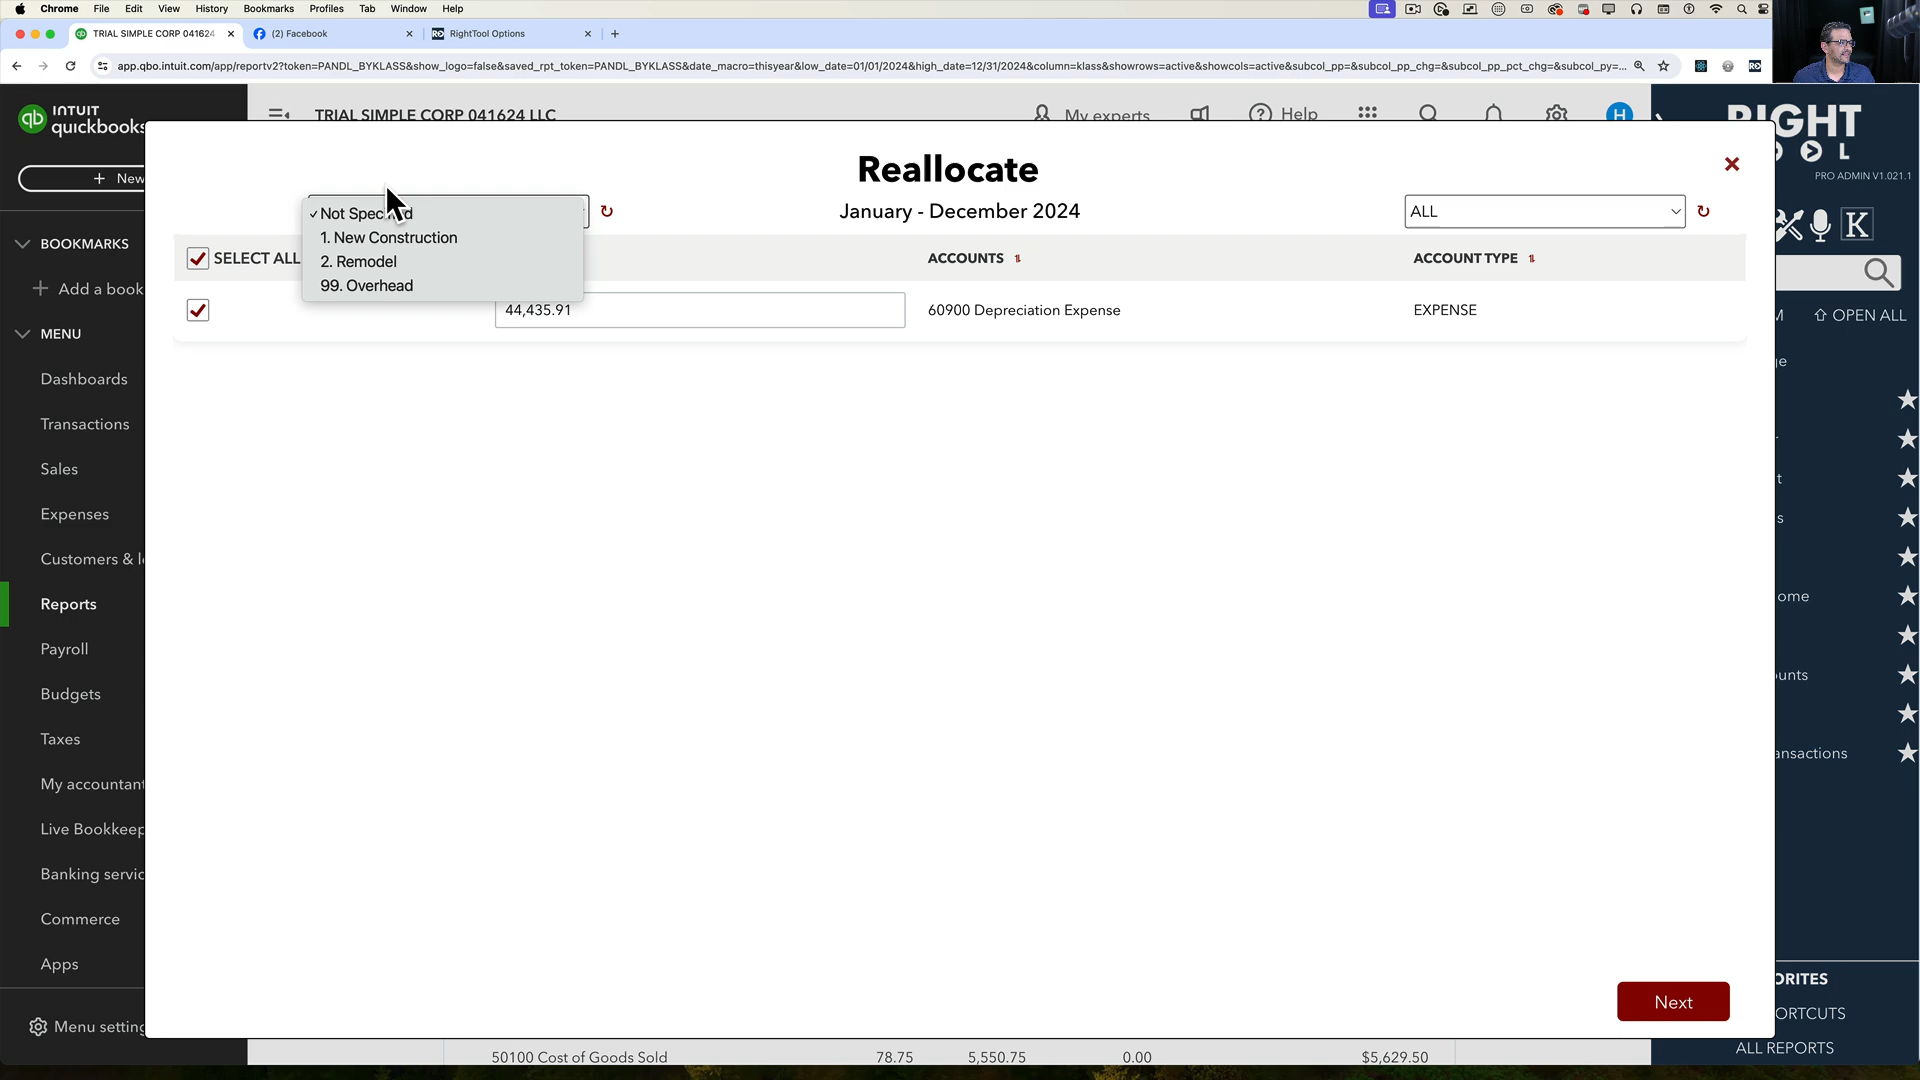 Chrome File Edit View History Bookmarks Profiles Tab Window Help
TRIAL SIMPLE CORP 041624
(2) Facebook
RightTool Options
app.qbo.intuit.com/app/reportv2?token=PANDL_BYKLASS&show_logo=false&saved_rpt_token=PANDL_BYKLASS&date_macro=thisyear&low_date=01/01/2024&high_date=12/31/2024&column=klass&showrows=active&showcols=active&subcol_pp=&subcol_pp_chg=&subcol_pp_pct_chg=&subcol_py=...
INTUIT
quickbooks
TRIAL SIMPLE CORP 041624 LLC
My experts
Help
H
RIGHT
PRO ADMIN V1.021.1
K
+ New
BOOKMARKS
+ Add a book
MENU
Dashboards
Transactions
Sales
Expenses
Customers & l
Reports
Payroll
Budgets
Taxes
My accountant
Live Bookkeep
Banking servic
Commerce
Apps
Menu setting
Reallocate
January - December 2024
ALL
✓ Not Spec d
1. New Construction
2. Remodel
99. Overhead
SELECT ALL
ACCOUNTS
ACCOUNT TYPE
44,435.91
60900 Depreciation Expense
EXPENSE
Next
M
OPEN ALL
ome
unts
ansactions
ORITES
ORTCUTS
ALL REPORTS
50100 Cost of Goods Sold 78.75 5,550.75 0.00 $5,629.50